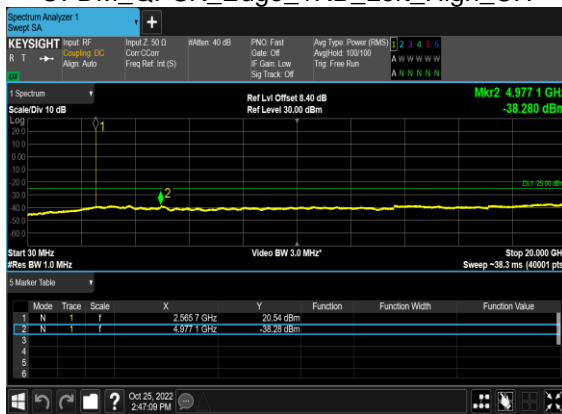 Spectrum Analyzer 1
Swept SA
KEYSIGHT Input: RF Input Z: 50 Ω #Atten: 40 dB PNO: Fast Avg Type: Power (RMS) 1 2 3 4 5 6
R T Coupling: DC Corr CCorr Gate: Off Avg|Hold: 100/100 A W W W W W
Align: Auto Freq Ref: Int (S) IF Gain: Low Trig: Free Run
Sig Track: Off A N N N N N
1 Spectrum Ref Lvl Offset 8.40 dB Mkr2 4.977 1 GHz
Scale/Div 10 dB Ref Level 30.00 dBm -38.280 dBm
Log
20.0 1
10.0
0.00
-10.0
-20.0 DL1 -25.00 dBm
-30.0 2
-40.0
-50.0
-60.0
Start 30 MHz Video BW 3.0 MHz* Stop 20.000 GH
#Res BW 1.0 MHz Sweep ~38.3 ms (40001 pts
5 Marker Table
Mode Trace Scale X Y Function Function Width Function Value
1 N 1 f 2.565 7 GHz 20.54 dBm
2 N 1 f 4.977 1 GHz -38.28 dBm
3
4
5
6
? Oct 25, 2022
2:47:09 PM